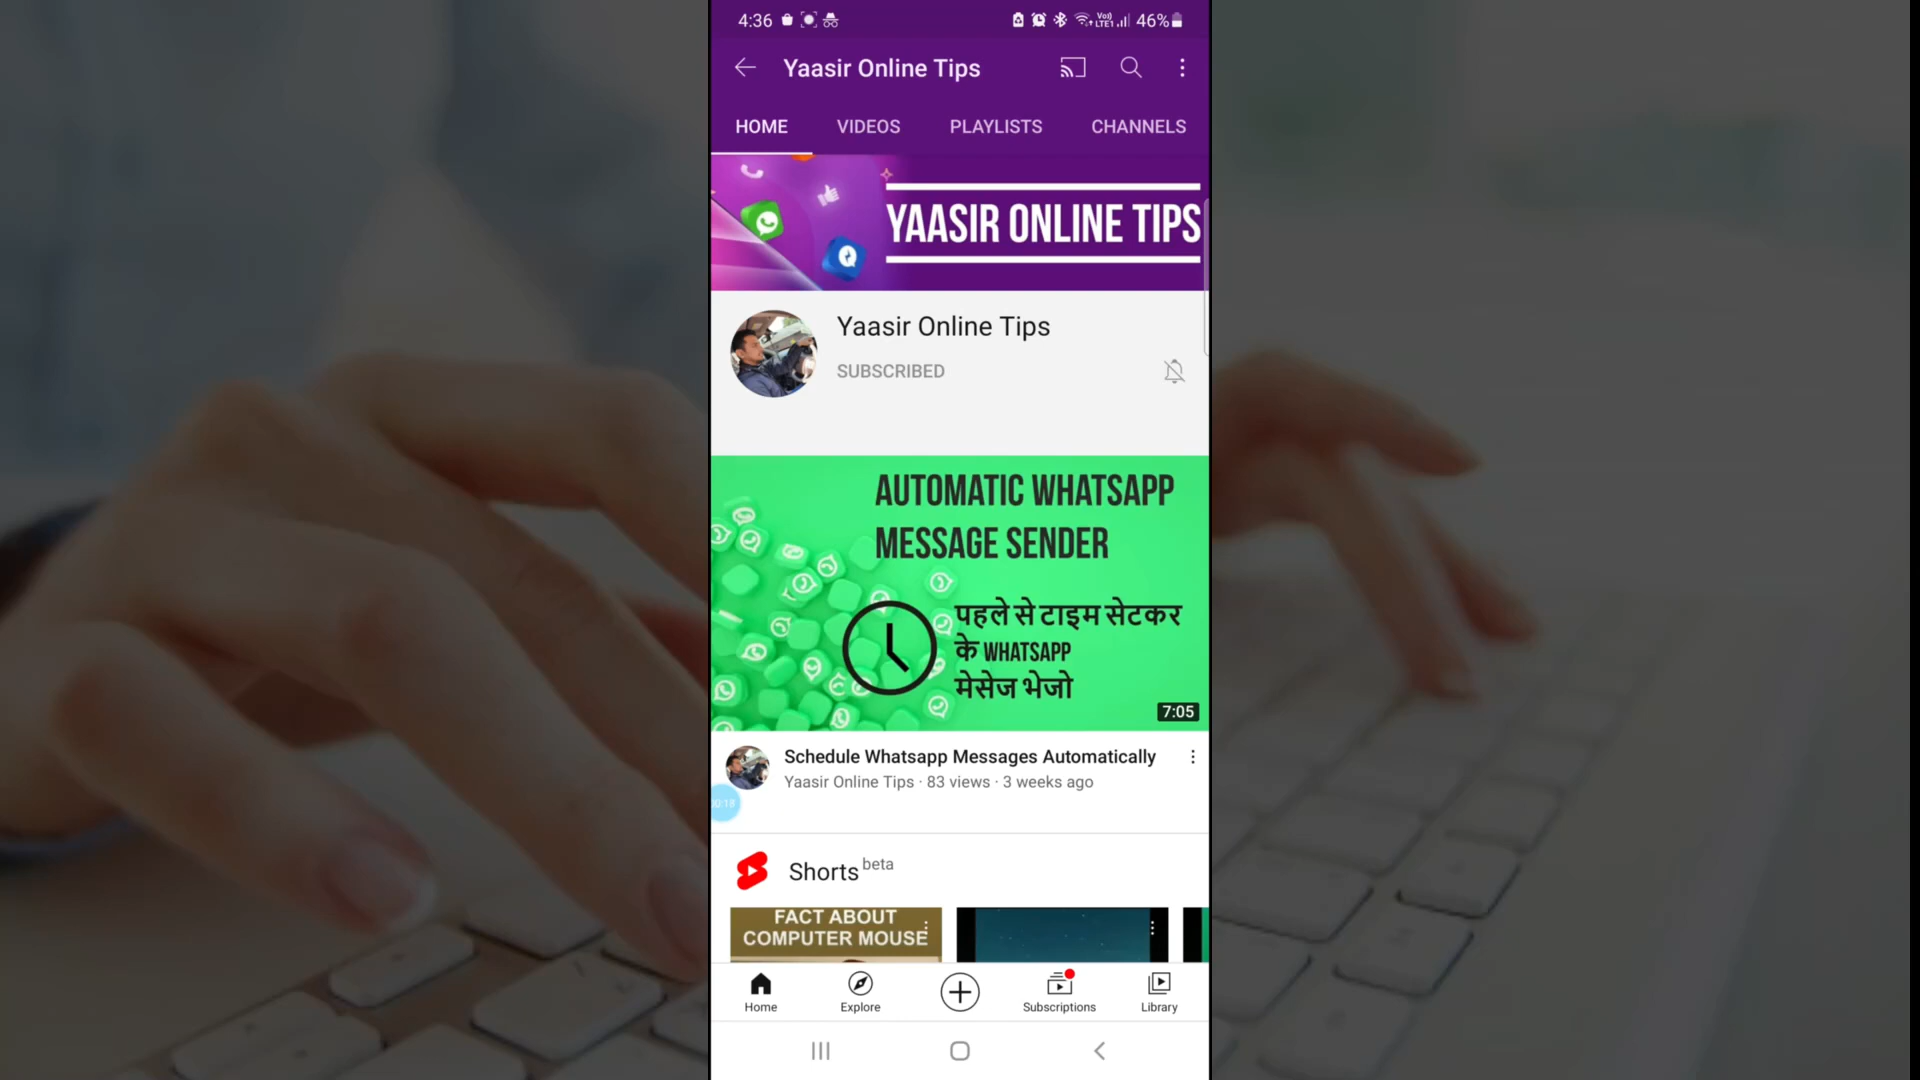 4:36 46%
Yaasir Online Tips
HOME VIDEOS PLAYLISTS CHANNELS
YAASIR ONLINE TIPS
Yaasir Online Tips
SUBSCRIBED
AUTOMATIC WHATSAPP
MESSAGE SENDER
पहले से टाइम सेटकर
के WHATSAPP
मेसेज भेजो
7:05
Schedule Whatsapp Messages Automatically
Yaasir Online Tips · 83 views · 3 weeks ago
00:18
Shorts beta
FACT ABOUT
COMPUTER MOUSE
Home Explore Subscriptions Library